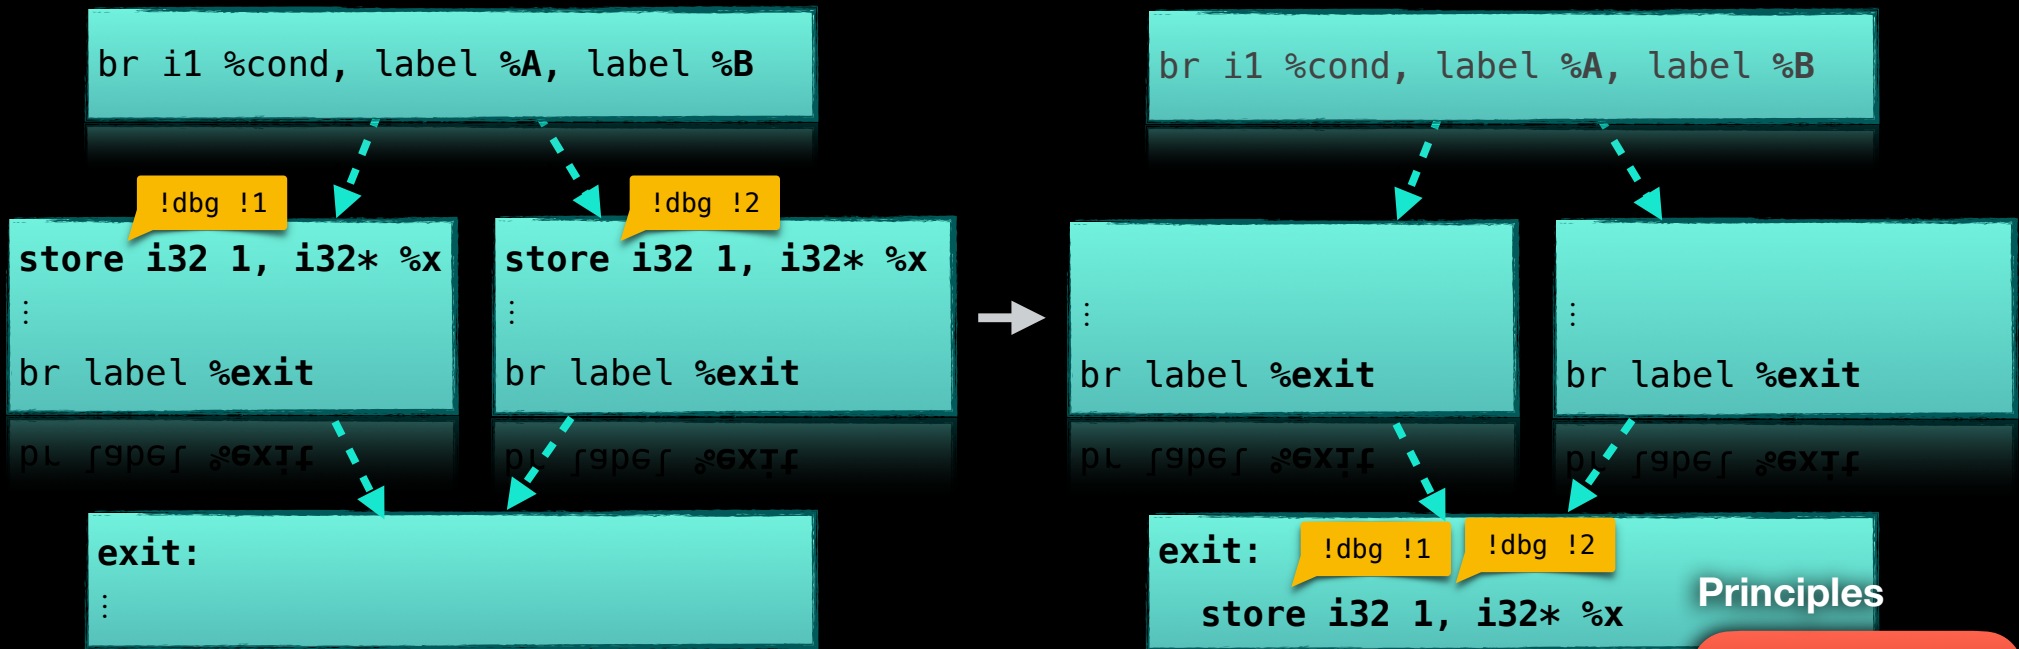 br i1 %cond, label %A, label %B
!dbg !1
store i32 1, i32* %x
⋮
br label %exit
!dbg !2
store i32 1, i32* %x
⋮
br label %exit
exit:
⋮
br i1 %cond, label %A, label %B
⋮
br label %exit
⋮
br label %exit
exit:
!dbg !1
!dbg !2
store i32 1, i32* %x
Principles